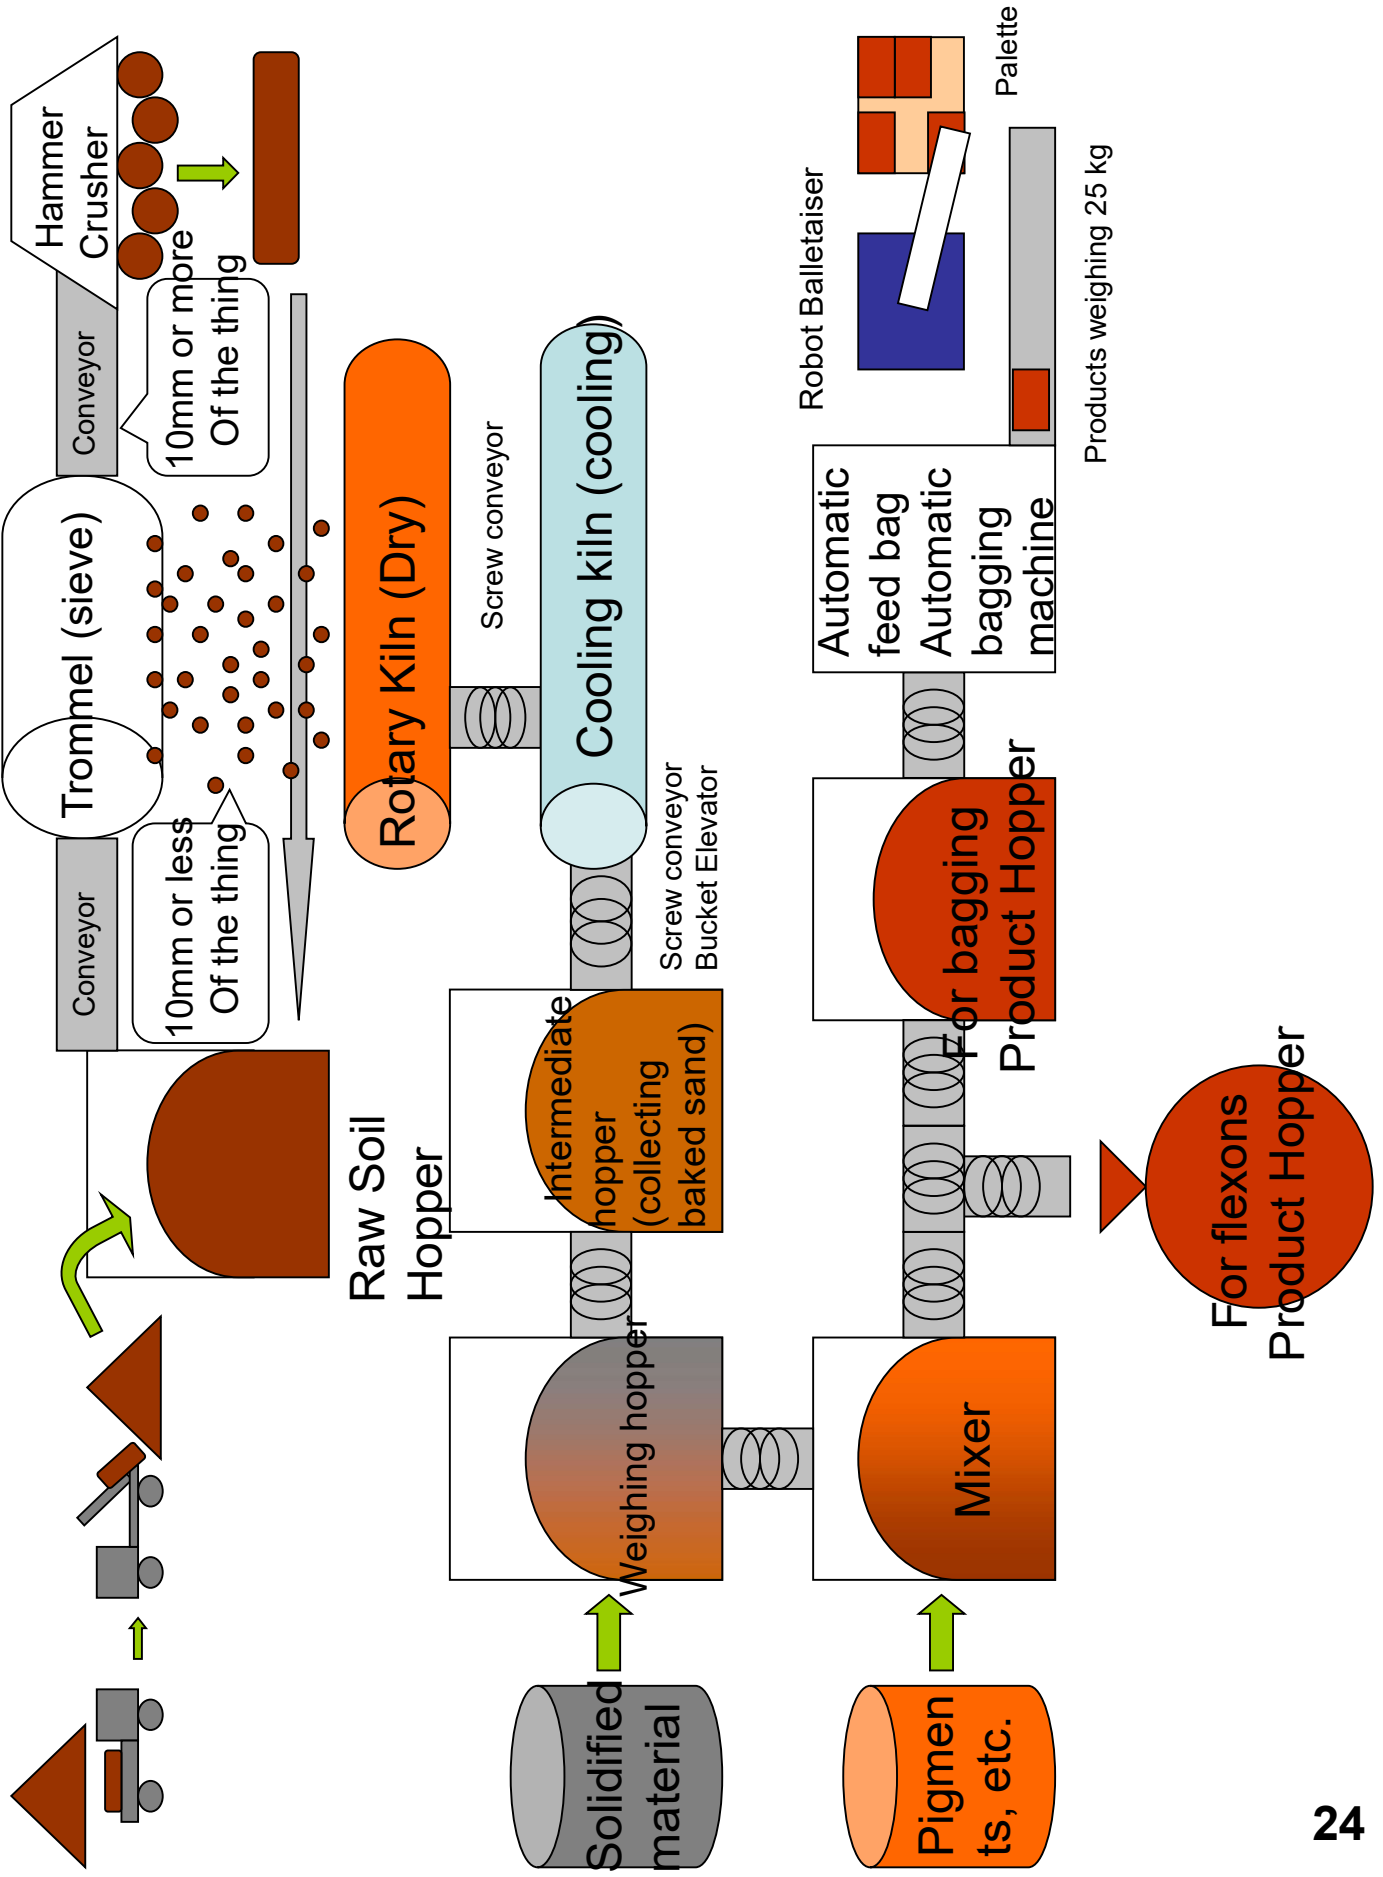 Hammer
Crusher
Conveyor
10mm or more
Of the thing
Trommel (sieve)
Conveyor
10mm or less
Of the thing
Raw Soil
Hopper
Rotary Kiln (Dry)
Screw conveyor
Cooling kiln (cooling)
Screw conveyor
Bucket Elevator
Intermediate
hopper
(collecting
baked sand)
Weighing hopper
Solidified
material
Pigmen
ts, etc.
Mixer
For flexons
Product Hopper
For bagging
Product Hopper
Automatic
feed bag
Automatic
bagging
machine
Products weighing 25 kg
Robot Balletaiser
Palette
24